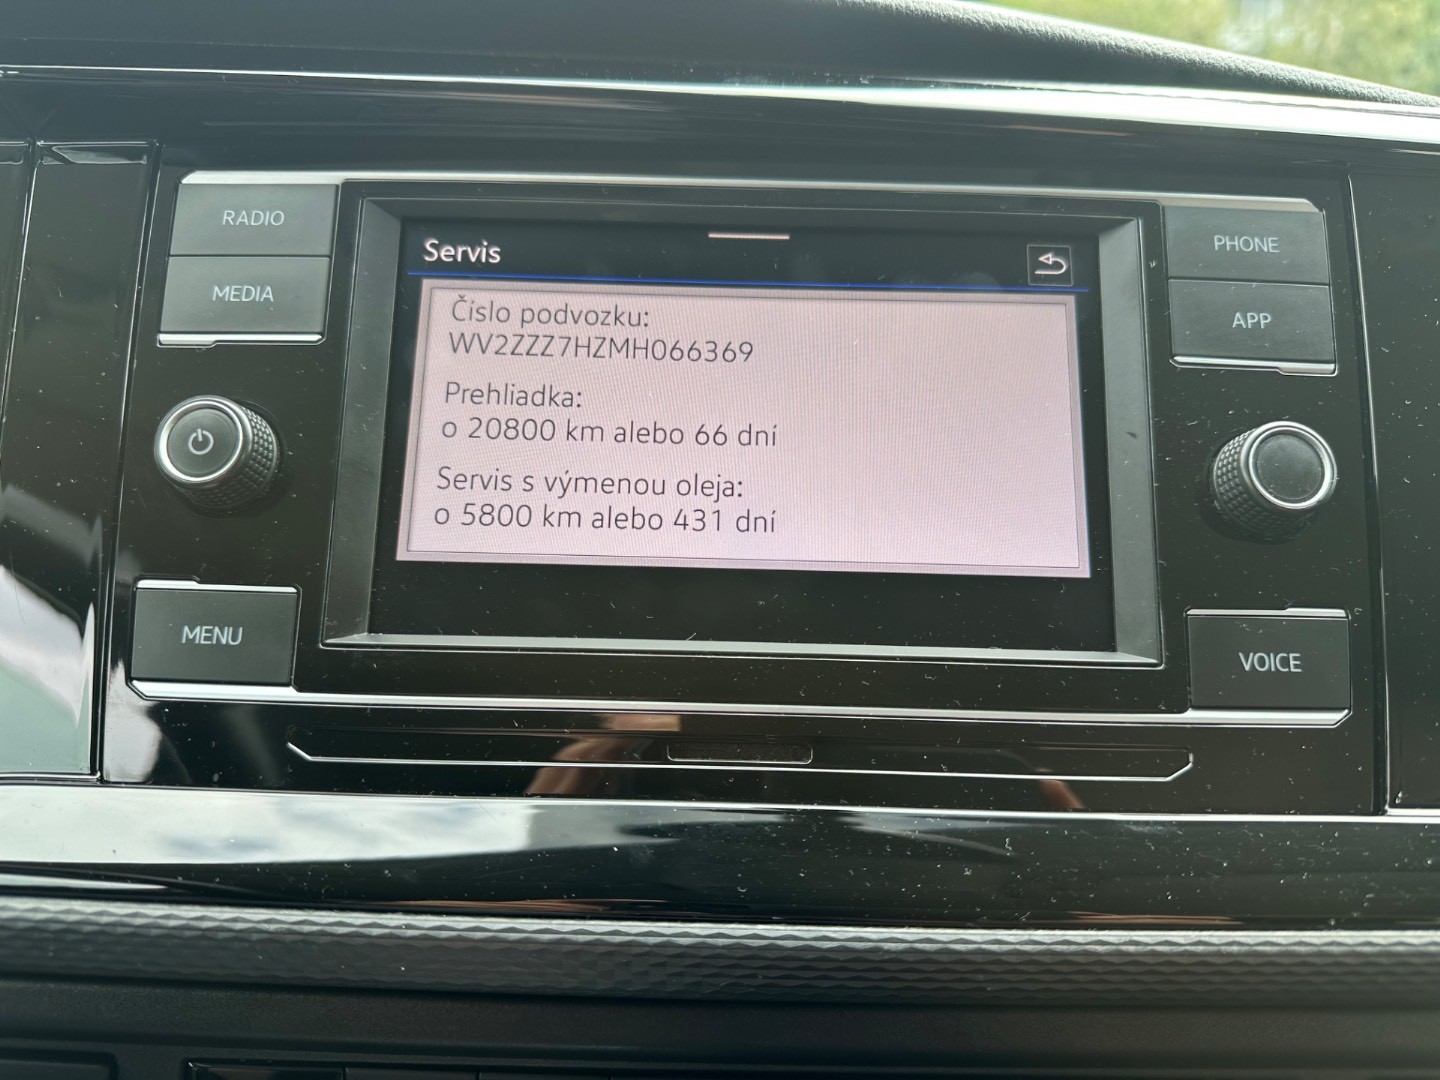 RADIO
MEDIA
MENU
Servis
Číslo podvozku:
WV2ZZZ7HZMH066369
Prehliadka:
o 20800 km alebo 66 dní
Servis s výmenou oleja:
o 5800 km alebo 431 dní
PHONE
APP
VOICE